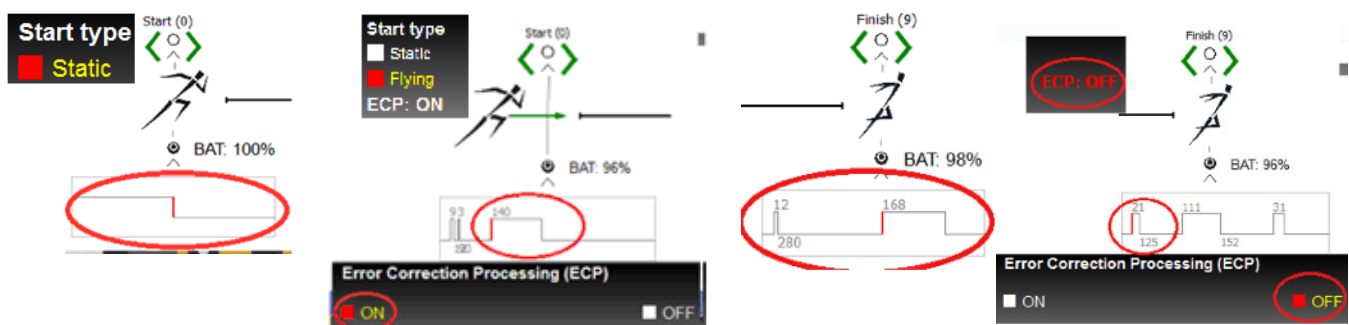 Start type
Static
Start (0)
BAT: 100%
Start type
Static
Flying
ECP: ON
Start (0)
BAT: 96%
93
140
Error Correction Processing (ECP)
ON
OFF
Finish (9)
BAT: 98%
12
168
280
ECP: OFF
Finish (9)
BAT: 96%
21
111
31
125
152
Error Correction Processing (ECP)
ON
OFF